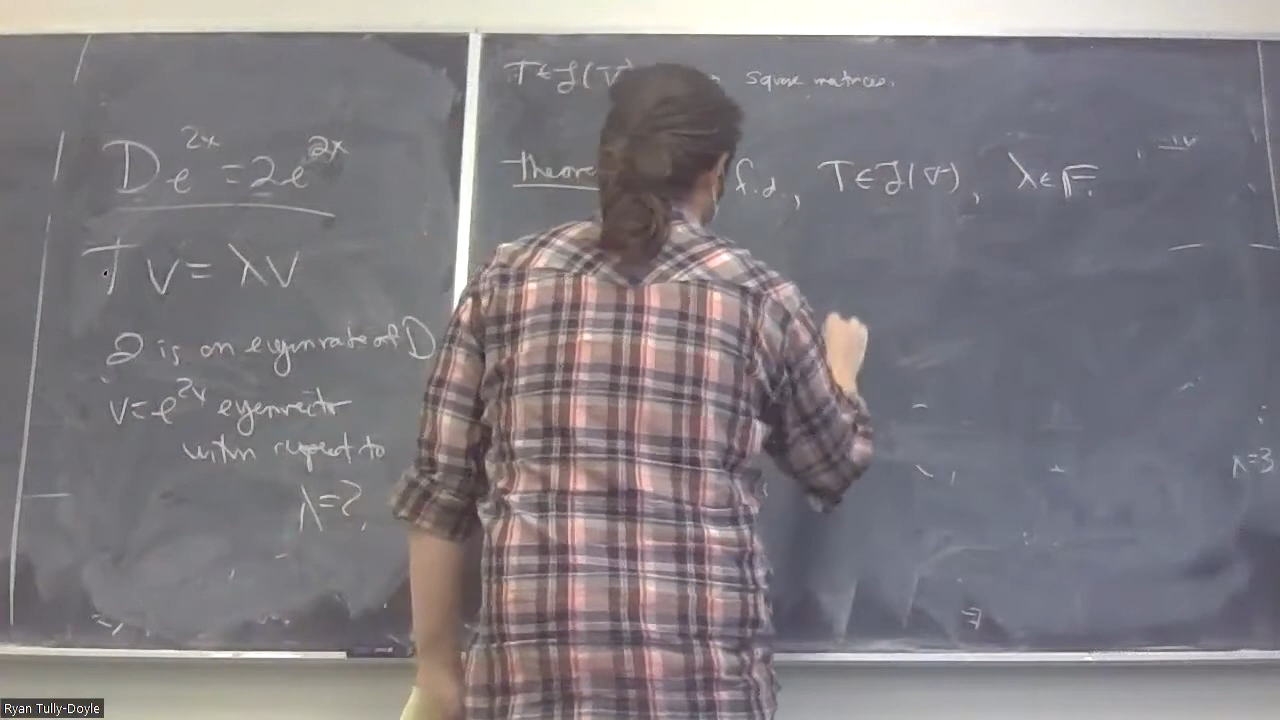 De^{2x} = 2e^{2x}
Tv = λv
2 is an eigenvalue of D
v = e^{2x} eigenvector
with respect to
λ=2.
T ∈ ℒ(V) square matrices.
Theore f.d., T ∈ ℒ(V), λ ∈ F.
λ=3
Ryan Tully-Doyle